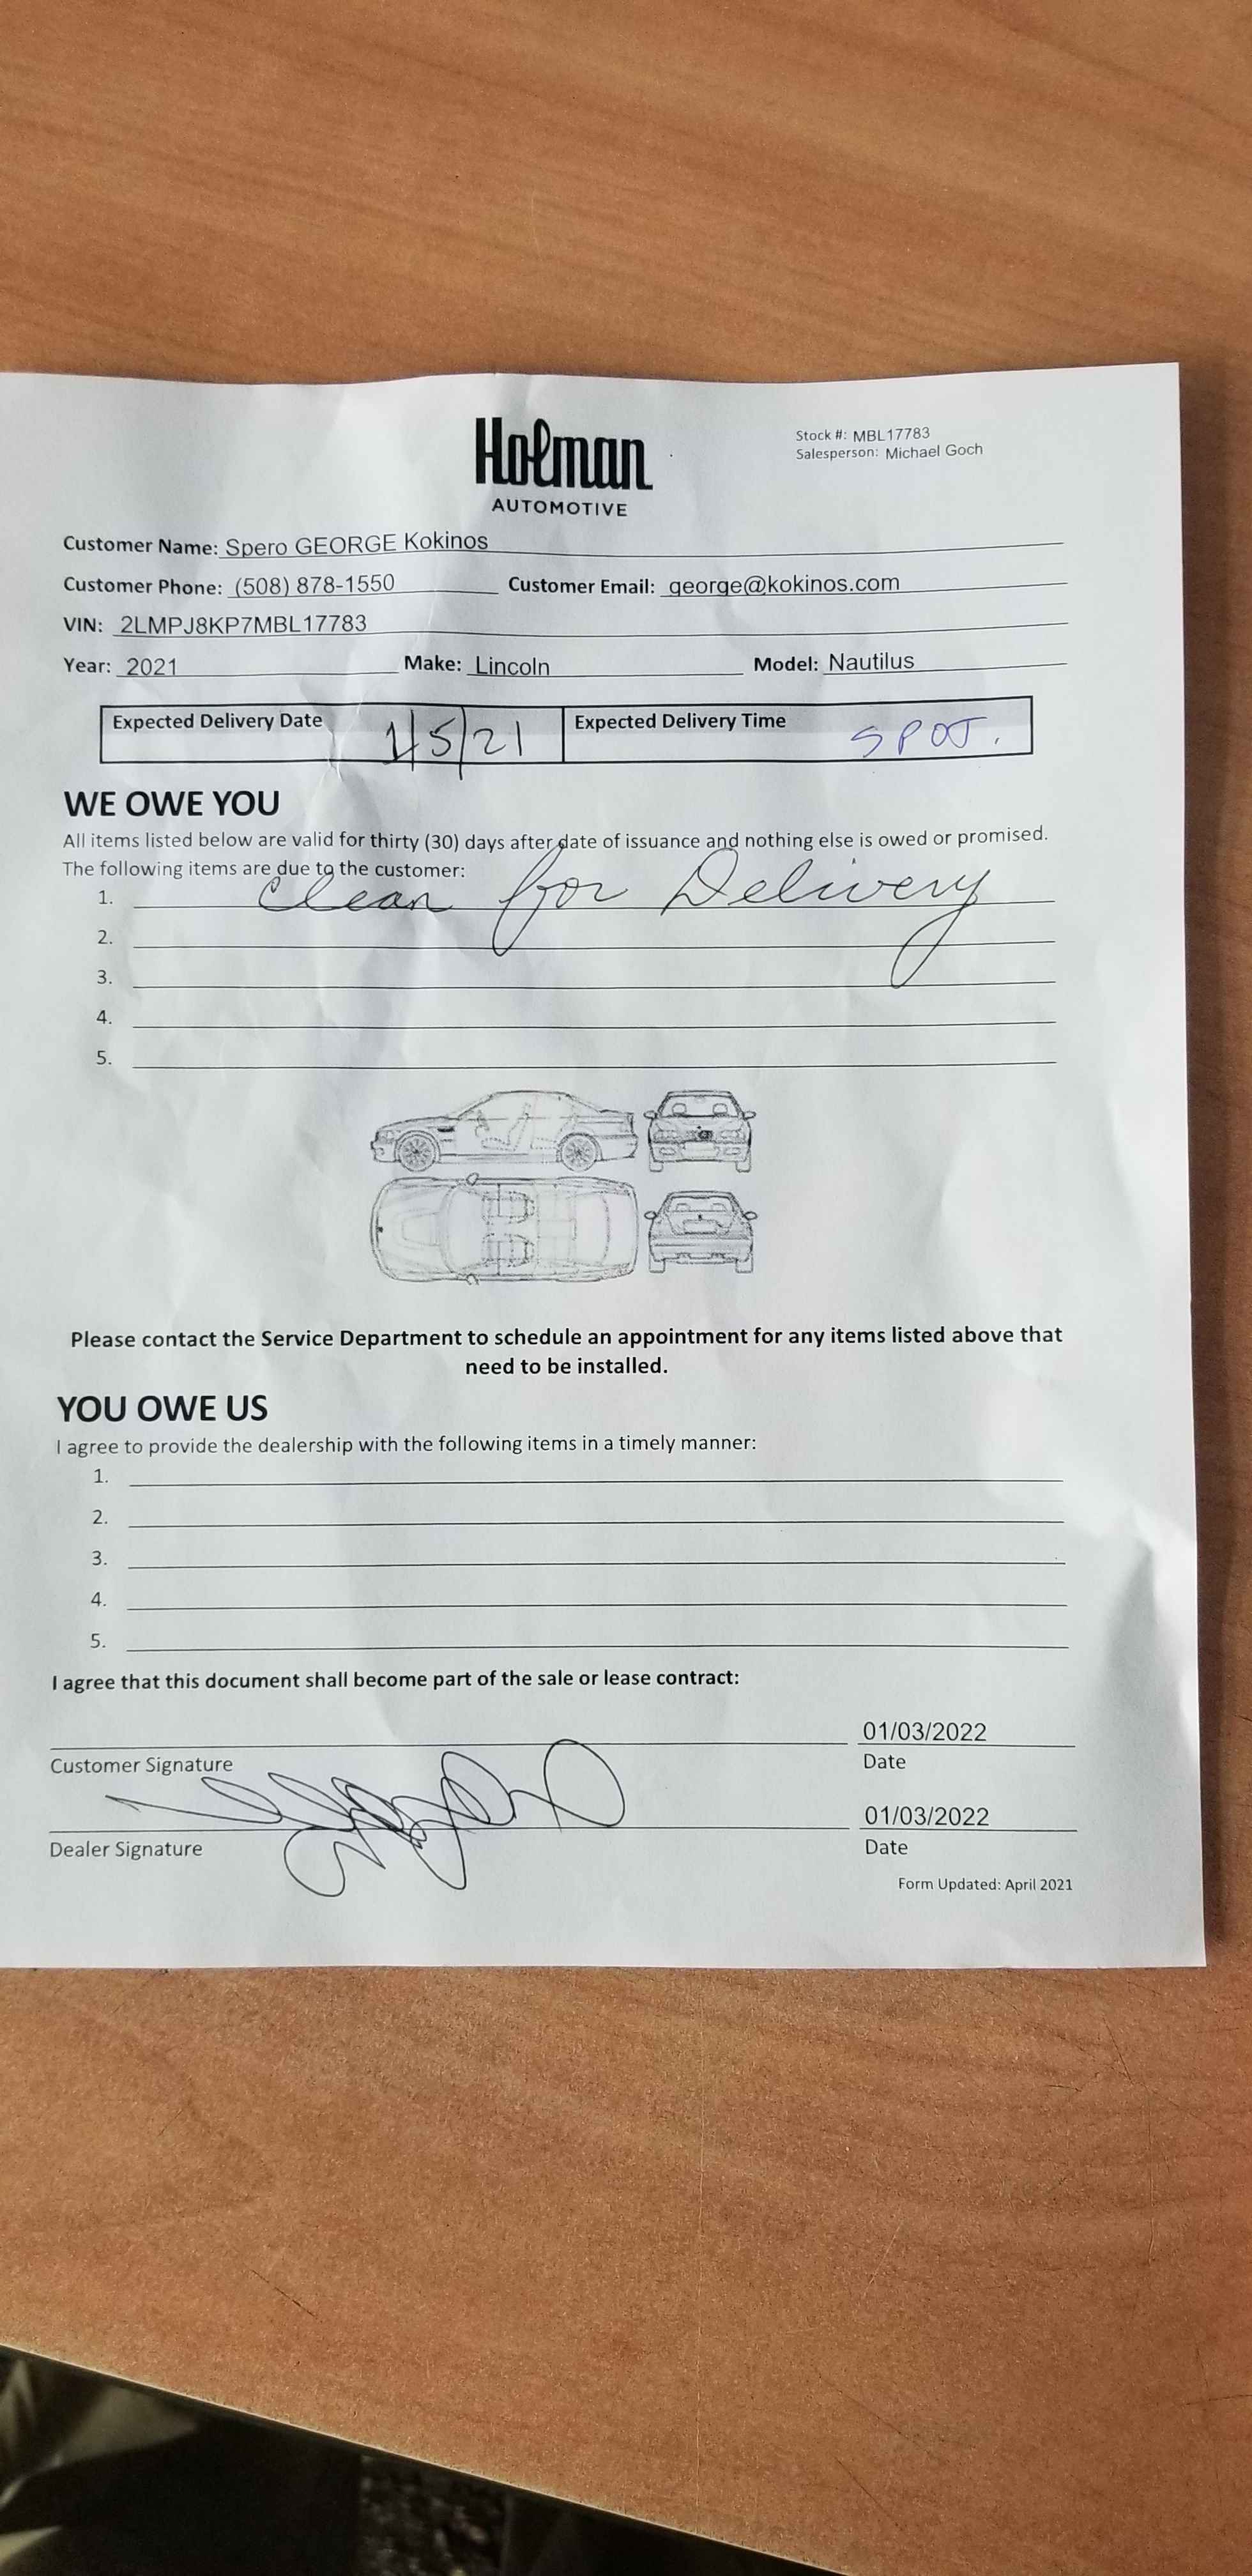 Holman
AUTOMOTIVE
Stock #: MBL17783
Salesperson: Michael Goch
Customer Name: Spero GEORGE Kokinos
Customer Phone: (508) 878-1550 Customer Email: george@kokinos.com
VIN: 2LMPJ8KP7MBL17783
Year: 2021 Make: Lincoln Model: Nautilus
Expected Delivery Date 1/5/21 Expected Delivery Time SPOT.
WE OWE YOU
All items listed below are valid for thirty (30) days after date of issuance and nothing else is owed or promised.
The following items are due to the customer:
1. Clean for Delivery
2.
3.
4.
5.
Please contact the Service Department to schedule an appointment for any items listed above that
need to be installed.
YOU OWE US
I agree to provide the dealership with the following items in a timely manner:
1.
2.
3.
4.
5.
I agree that this document shall become part of the sale or lease contract:
01/03/2022
Customer Signature Date
01/03/2022
Dealer Signature Date
Form Updated: April 2021